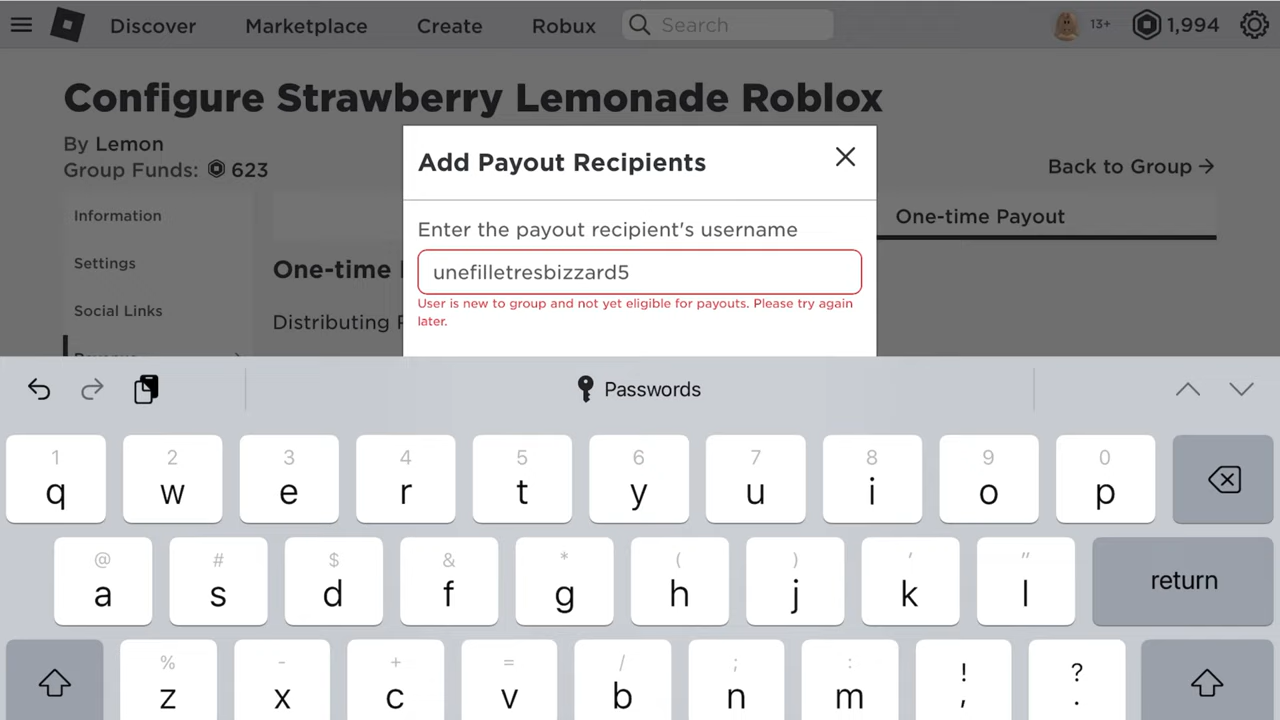 Discover Marketplace Create Robux Search 13+ 1,994
Configure Strawberry Lemonade Roblox
By Lemon
Group Funds: 623
Back to Group →
Add Payout Recipients
Information
Settings
Social Links
One-time Payout
One-time
Distributing
Enter the payout recipient's username
unefilletresbizzard5
User is new to group and not yet eligible for payouts. Please try again
later.
Passwords
1 2 3 4 5 6 7 8 9 0
q w e r t y u i o p
@ # $ & * ( ) ' "
a s d f g h j k l return
% - + = / ; : ! ?
z x c v b n m , .